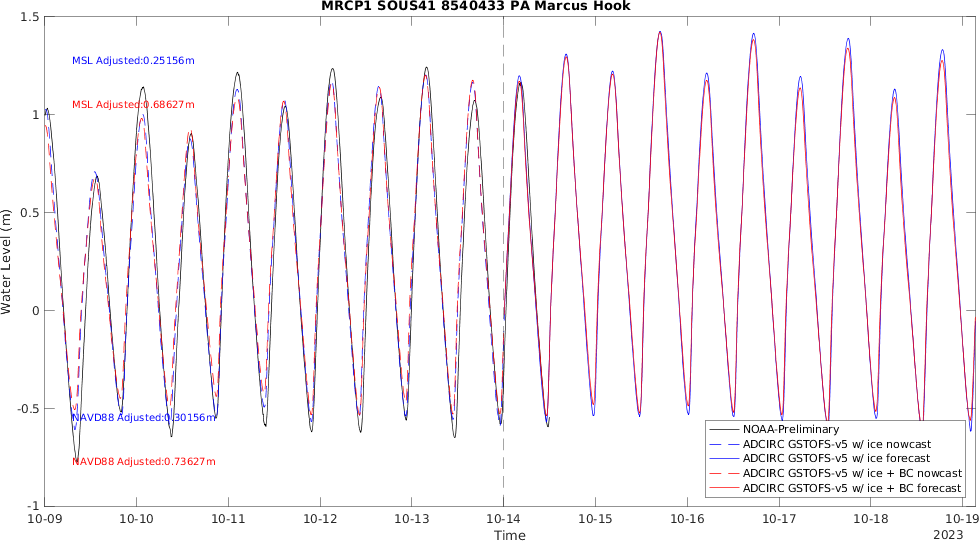 MRCP1 SOUS41 8540433 PA Marcus Hook
1.5
1
0.5
0
-0.5
-1
Water Level (m)
MSL Adjusted:0.25156m
MSL Adjusted:0.68627m
NAVD88 Adjusted:0.30156m
NAVD88 Adjusted:0.73627m
NOAA-Preliminary
ADCIRC GSTOFS-v5 w/ ice nowcast
ADCIRC GSTOFS-v5 w/ ice forecast
ADCIRC GSTOFS-v5 w/ ice + BC nowcast
ADCIRC GSTOFS-v5 w/ ice + BC forecast
10-09 10-10 10-11 10-12 10-13 10-14 10-15 10-16 10-17 10-18 10-19
Time
2023